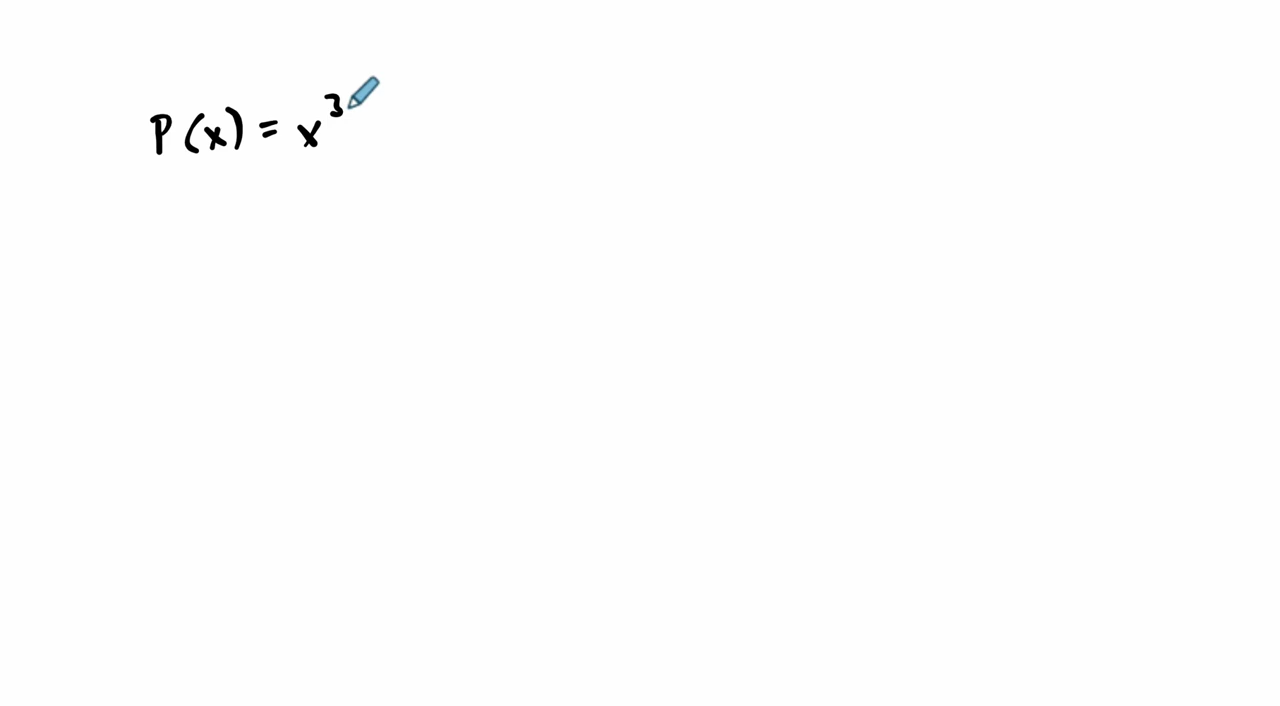 P(x) = x³